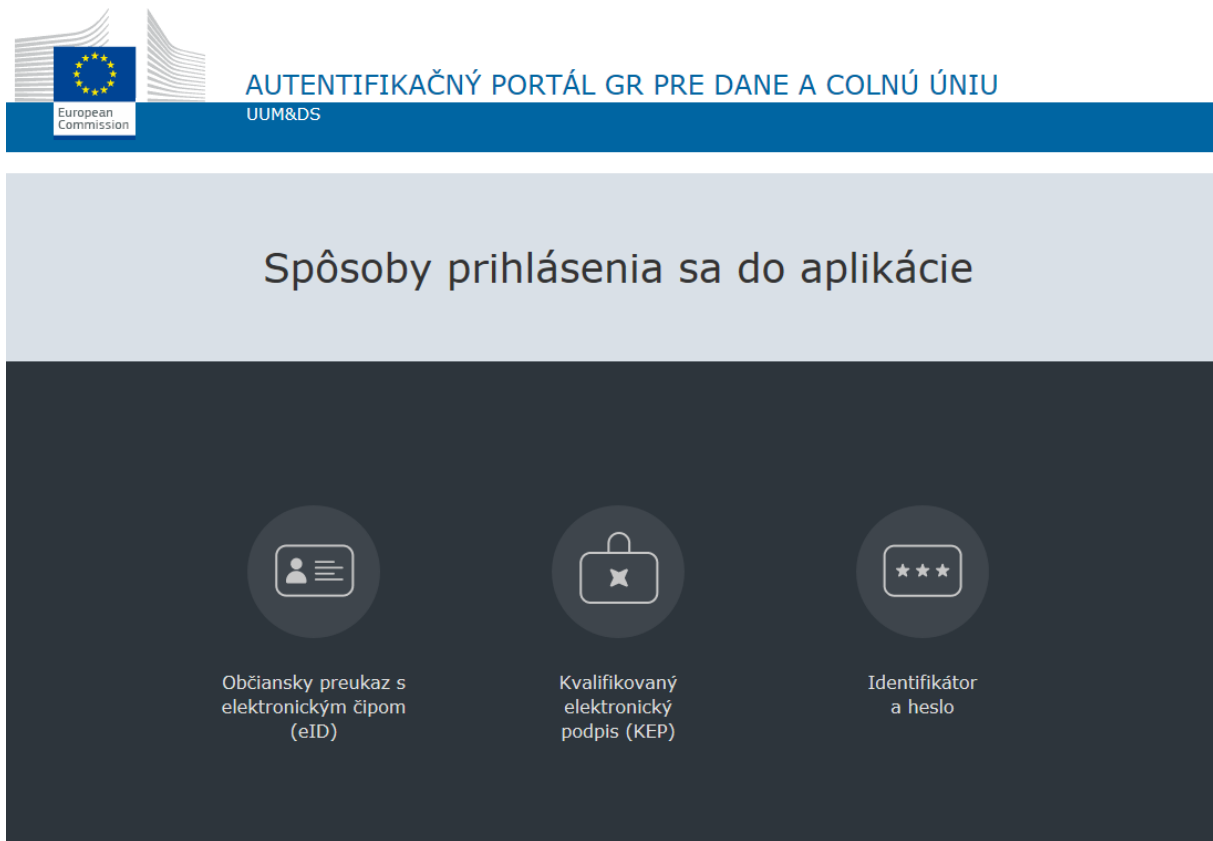 AUTENTIFIKAČNÝ PORTÁL GR PRE DANE A COLNÚ ÚNIU
European
Commission
UUM&DS
Spôsoby prihlásenia sa do aplikácie
Občiansky preukaz s
elektronickým čipom
(eID)
Kvalifikovaný
elektronický
podpis (KEP)
Identifikátor
a heslo